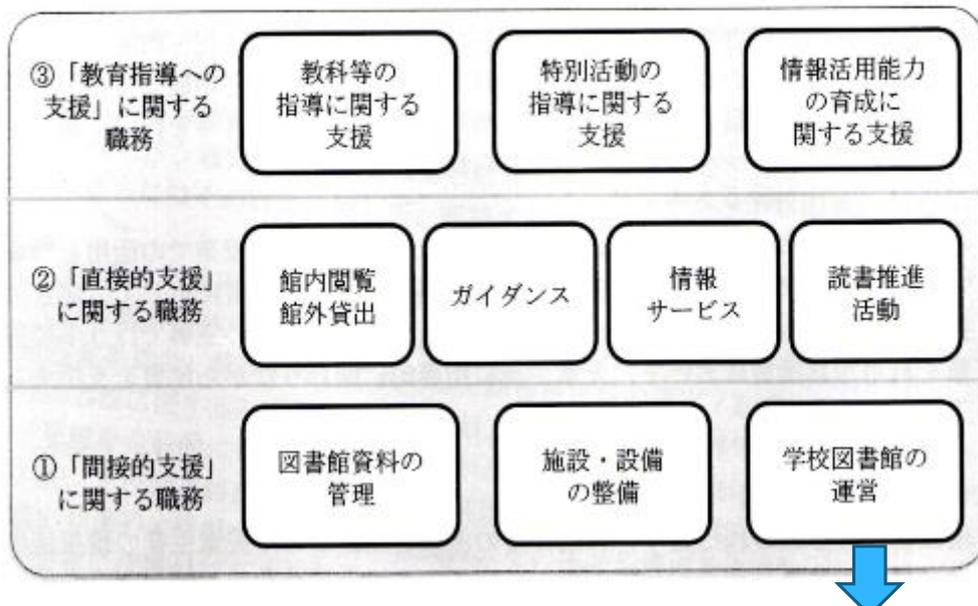 ③「教育指導への
支援」に関する
職務
教科等の
指導に関する
支援
特別活動の
指導に関する
支援
情報活用能力
の育成に
関する支援
②「直接的支援」
に関する職務
館内閲覧
館外貸出
ガイダンス
情報
サービス
読書推進
活動
①「間接的支援」
に関する職務
図書館資料の
管理
施設・設備
の整備
学校図書館の
運営